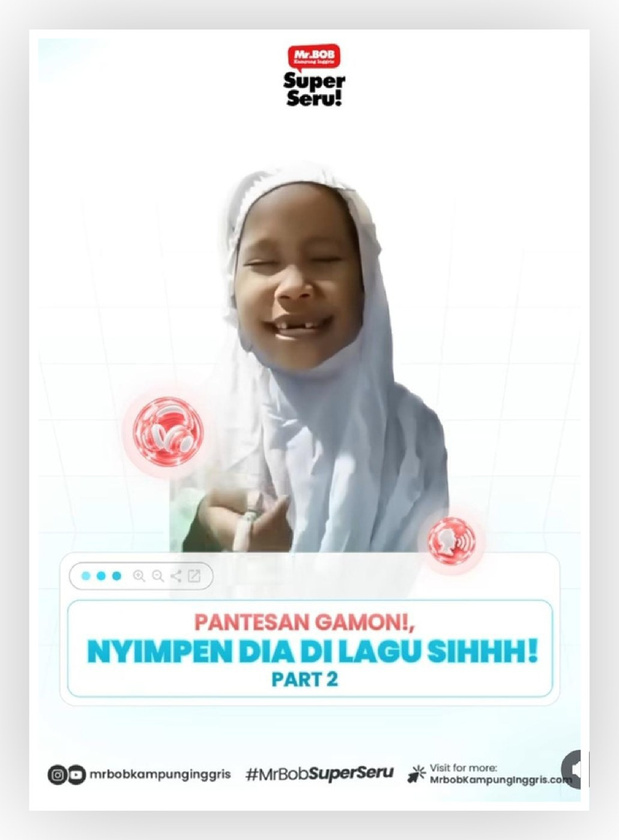 Mr.BOB
Kampung Inggris
Super
Seru!
PANTESAN GAMON!,
NYIMPEN DIA DI LAGU SIHHH!
PART 2
mrbobkampunginggris
#MrBobSuperSeru
Visit for more:
MrbobKampungInggris.com